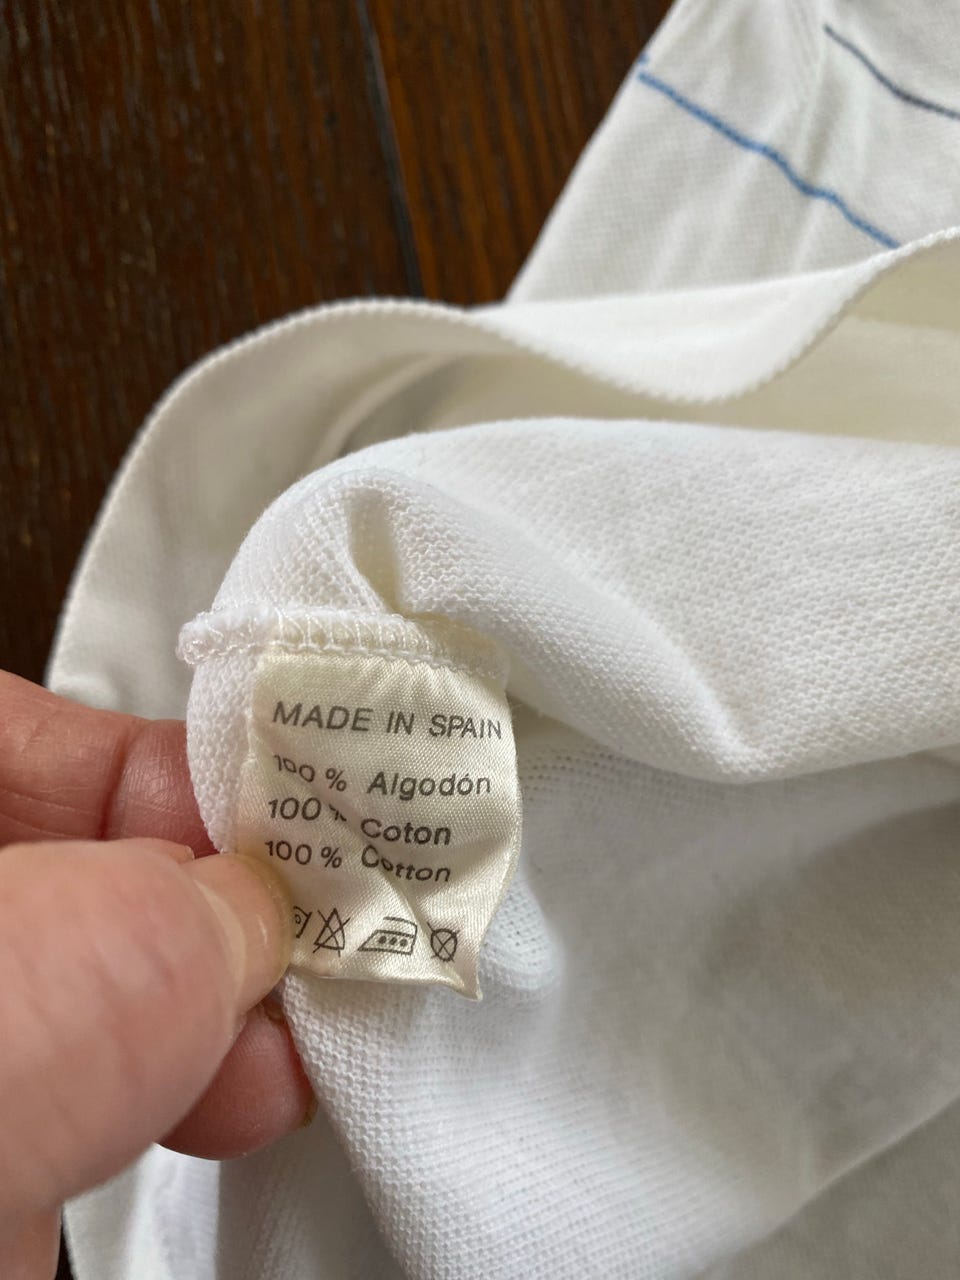 MADE IN SPAIN
100 % Algodón
100 % Coton
100 % Cotton